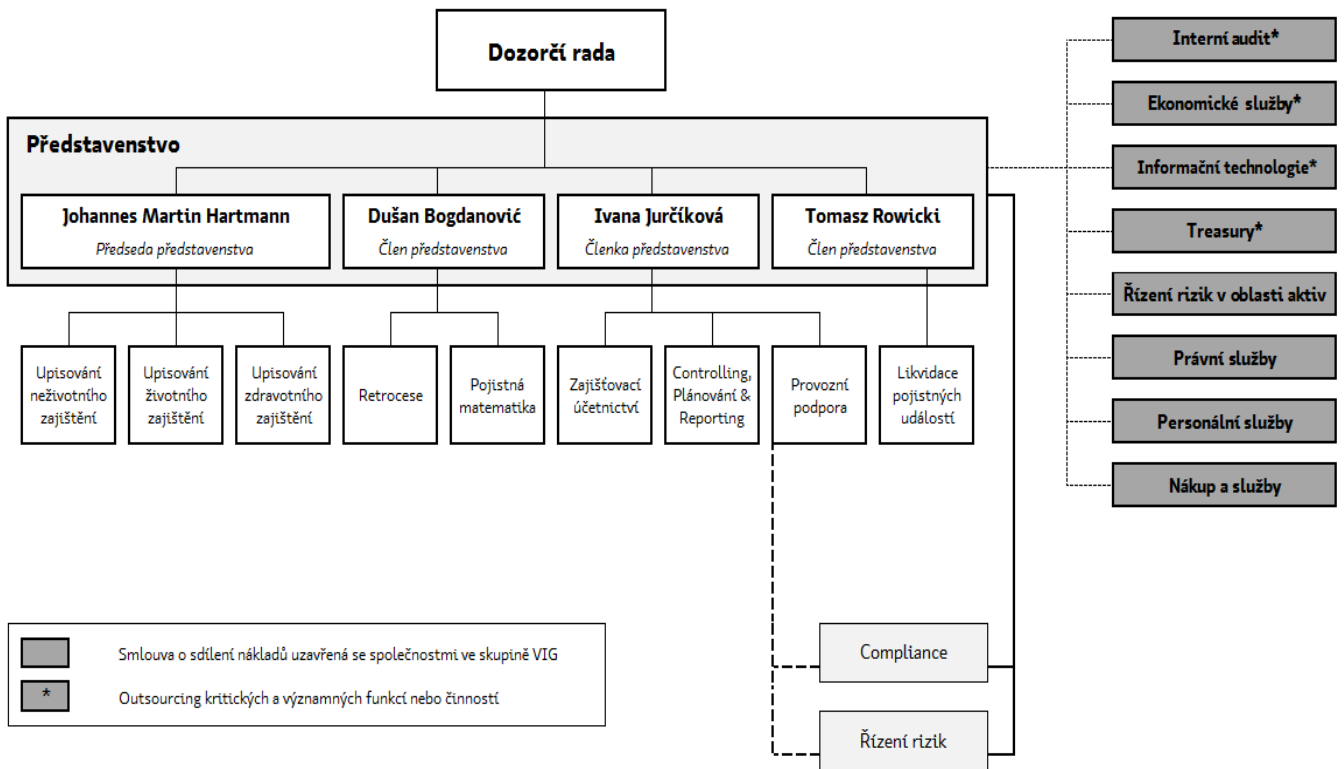 Dozorčí rada
Představenstvo
Johannes Martin Hartmann
Předseda představenstva
Dušan Bogdanović
Člen představenstva
Ivana Jurčíková
Členka představenstva
Tomasz Rowicki
Člen představenstva
Upisování
neživotního
zajištění
Upisování
životního
zajištění
Upisování
zdravotního
zajištění
Retrocese
Pojistná
matematika
Zajišťovací
účetnictví
Controlling,
Plánování &
Reporting
Provozní
podpora
Likvidace
pojistných
událostí
Interní audit*
Ekonomické služby*
Informační technologie*
Treasury*
Řízení rizik v oblasti aktiv
Právní služby
Personální služby
Nákup a služby
Compliance
Řízení rizik
Smlouva o sdílení nákladů uzavřená se společnostmi ve skupině VIG
* Outsourcing kritických a významných funkcí nebo činností